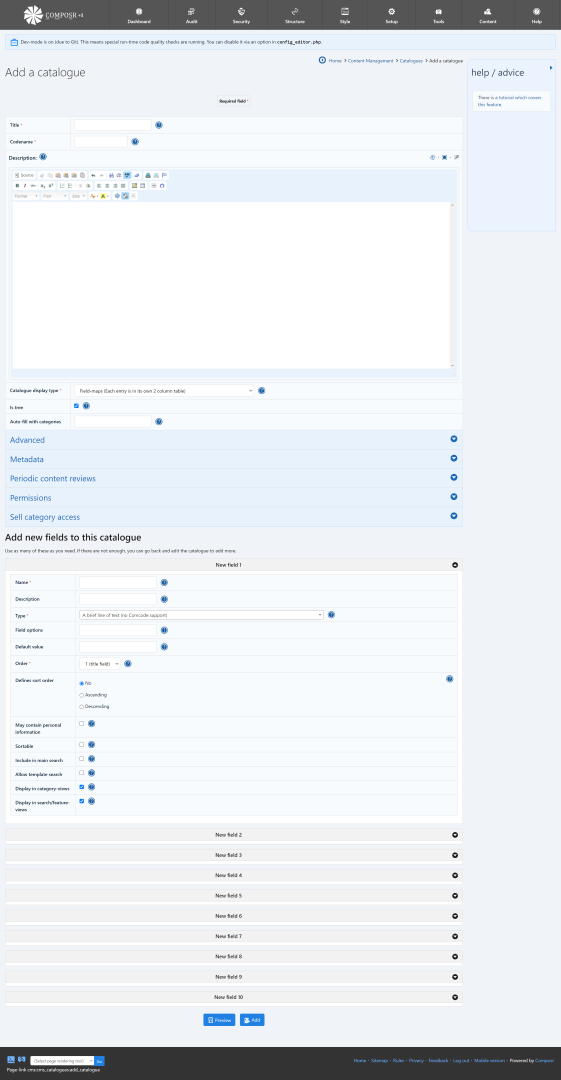 COMPOSR
Dashboard Audit Security Structure Style Setup Tools Content Help
Dev-mode is on (due to Git). This means special run-time code quality checks are running. You can disable it via an option in config_editor.php.
Home > Content Management > Catalogues > Add a catalogue
Add a catalogue
help / advice
There is a tutorial which covers
this feature.
Required field *
Title *
Codename *
Description:
Source
Format Font Size
Catalogue display type * Field-maps (Each entry is in its own 2 column table)
Is tree
Auto-fill with categories
Advanced
Metadata
Periodic content reviews
Permissions
Sell category access
Add new fields to this catalogue
Use as many of these as you need. If there are not enough, you can go back and edit the catalogue to add more.
New field 1
Name *
Description
Type * A brief line of text (no Comcode support)
Field options
Default value
Order * 1 (title field)
Defines sort order
No
Ascending
Descending
May contain personal
information
Sortable
Include in main search
Allow template search
Display in category-views
Display in search/feature-
views
New field 2
New field 3
New field 4
New field 5
New field 6
New field 7
New field 8
New field 9
New field 10
Preview Add
(Select page rendering tool)
Home · Sitemap · Rules · Privacy · Feedback · Log out · Mobile version · Powered by Composr
Page-link cms:cms_catalogues:add_catalogue